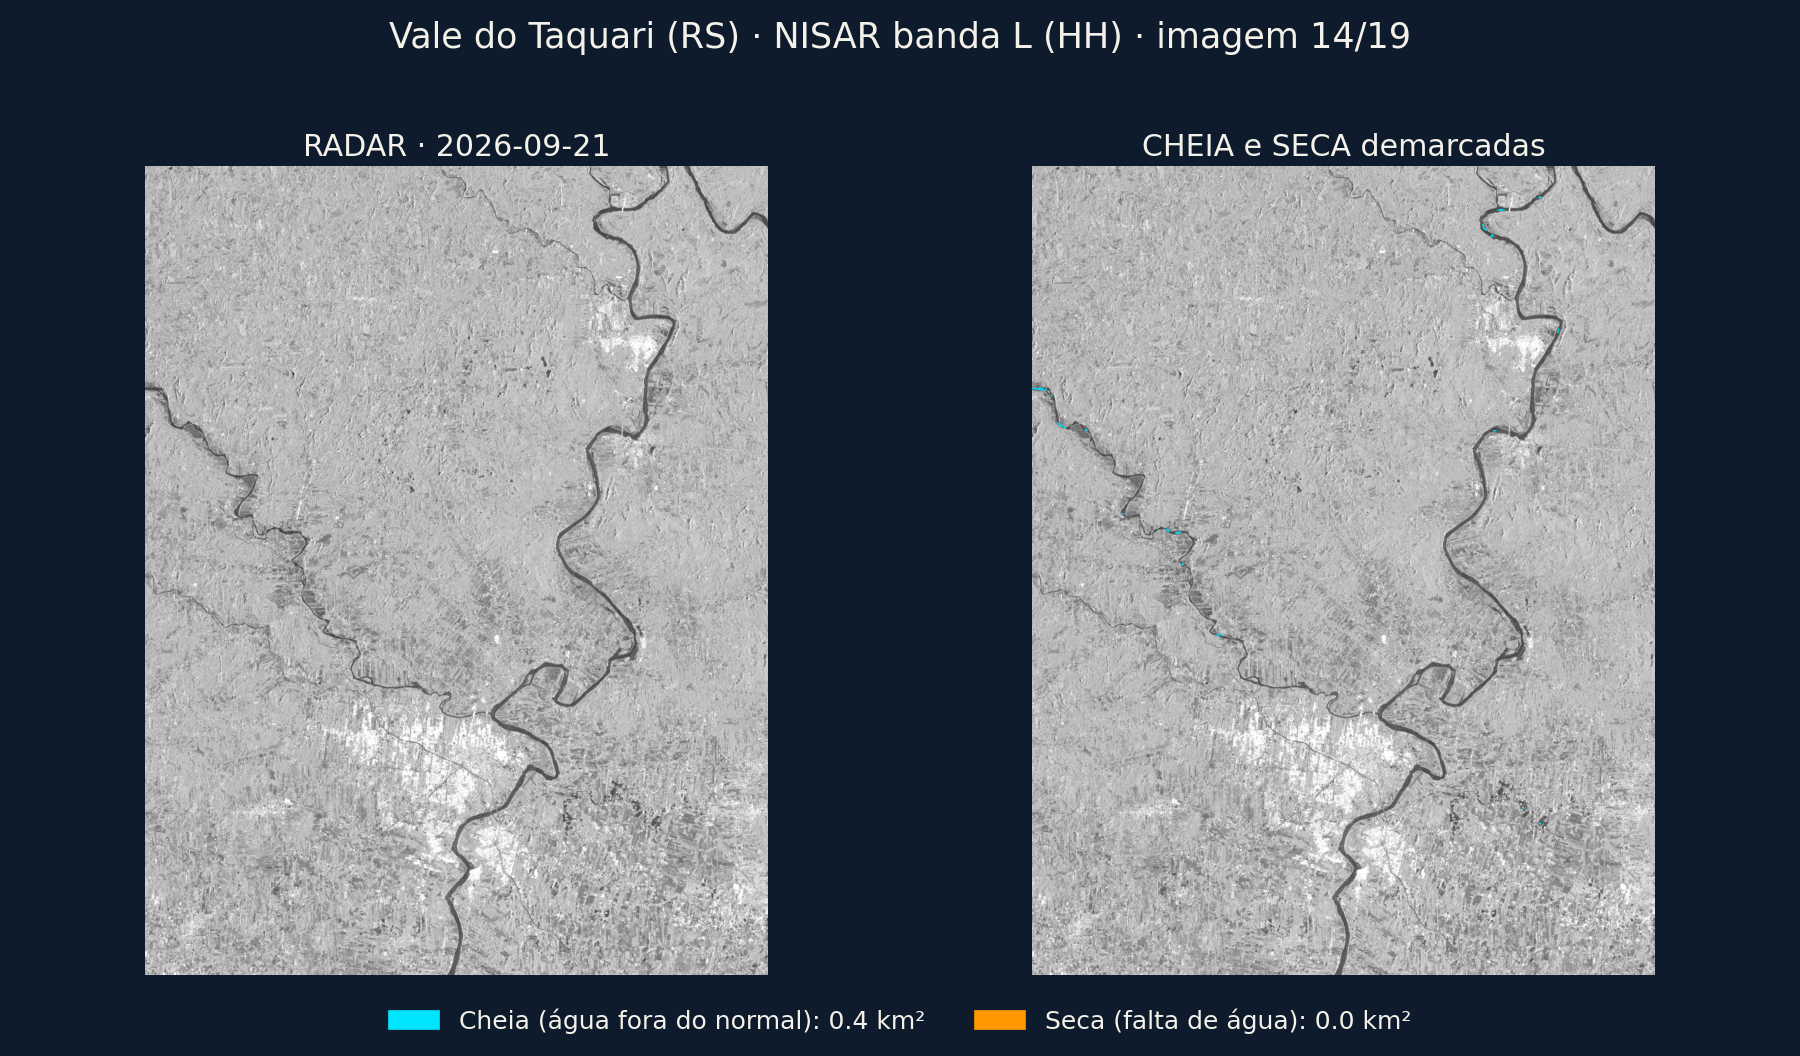 Vale do Taquari (RS) · NISAR banda L (HH) · imagem 14/19
RADAR · 2026-09-21
CHEIA e SECA demarcadas
Cheia (água fora do normal): 0.4 km²
Seca (falta de água): 0.0 km²